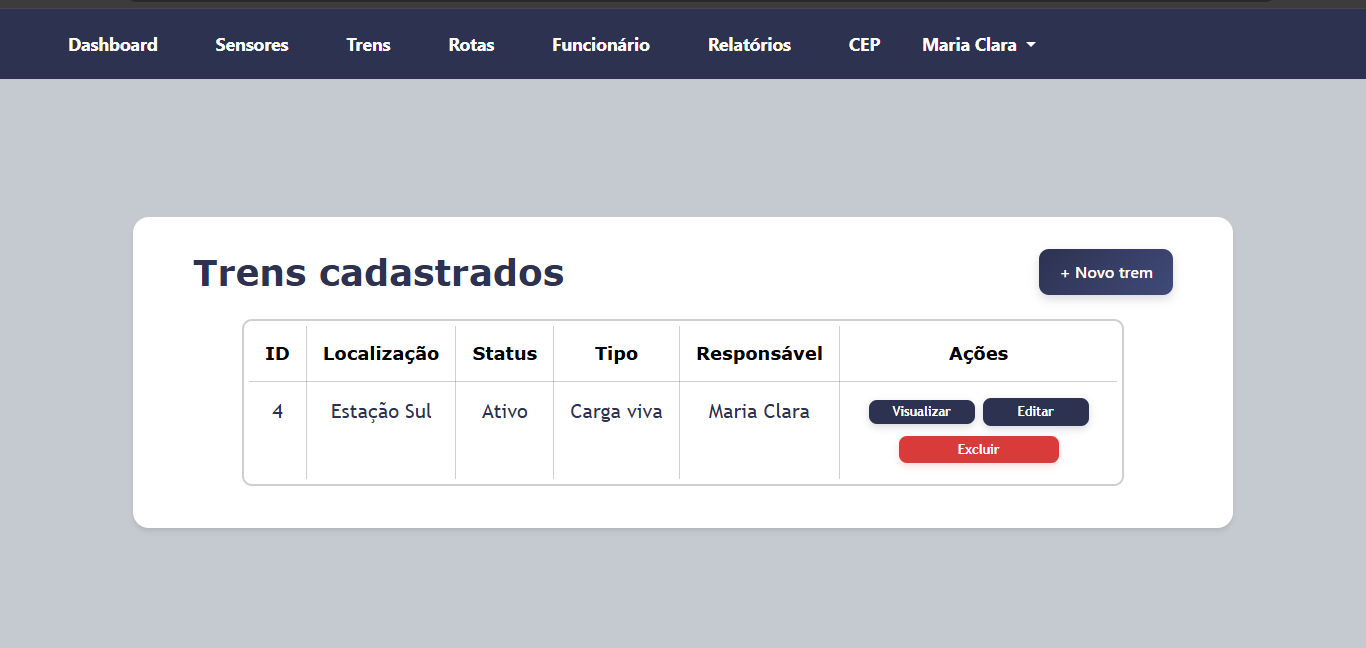 Dashboard Sensores Trens Rotas Funcionário Relatórios CEP Maria Clara
Trens cadastrados + Novo trem
ID Localização Status Tipo Responsável Ações
4 Estação Sul Ativo Carga viva Maria Clara Visualizar Editar
Excluir